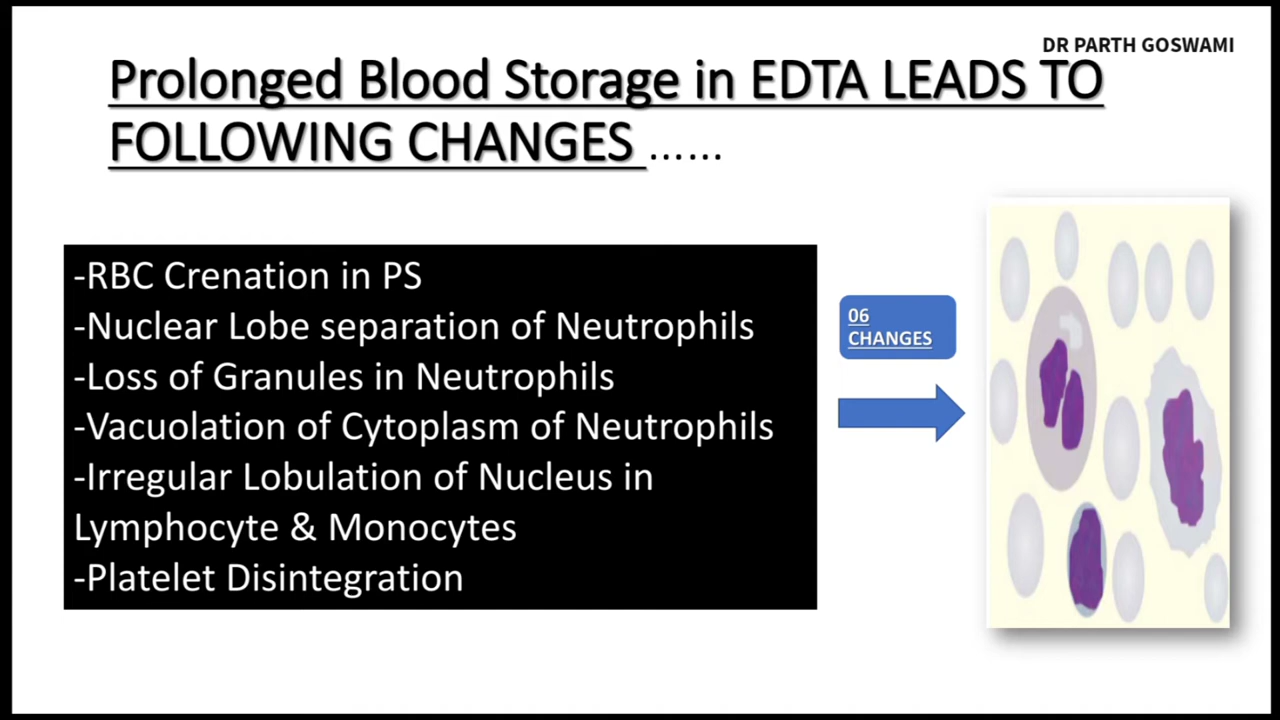 DR PARTH GOSWAMI
Prolonged Blood Storage in EDTA LEADS TO
FOLLOWING CHANGES ......
-RBC Crenation in PS
-Nuclear Lobe separation of Neutrophils
-Loss of Granules in Neutrophils
-Vacuolation of Cytoplasm of Neutrophils
-Irregular Lobulation of Nucleus in
Lymphocyte & Monocytes
-Platelet Disintegration
06
CHANGES